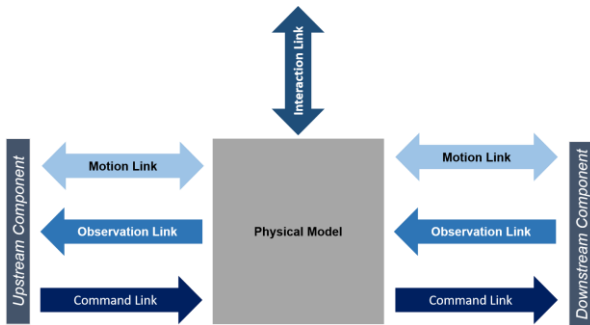 Interaction Link
Upstream Component
Motion Link
Observation Link
Command Link
Physical Model
Motion Link
Observation Link
Command Link
Downstream Component